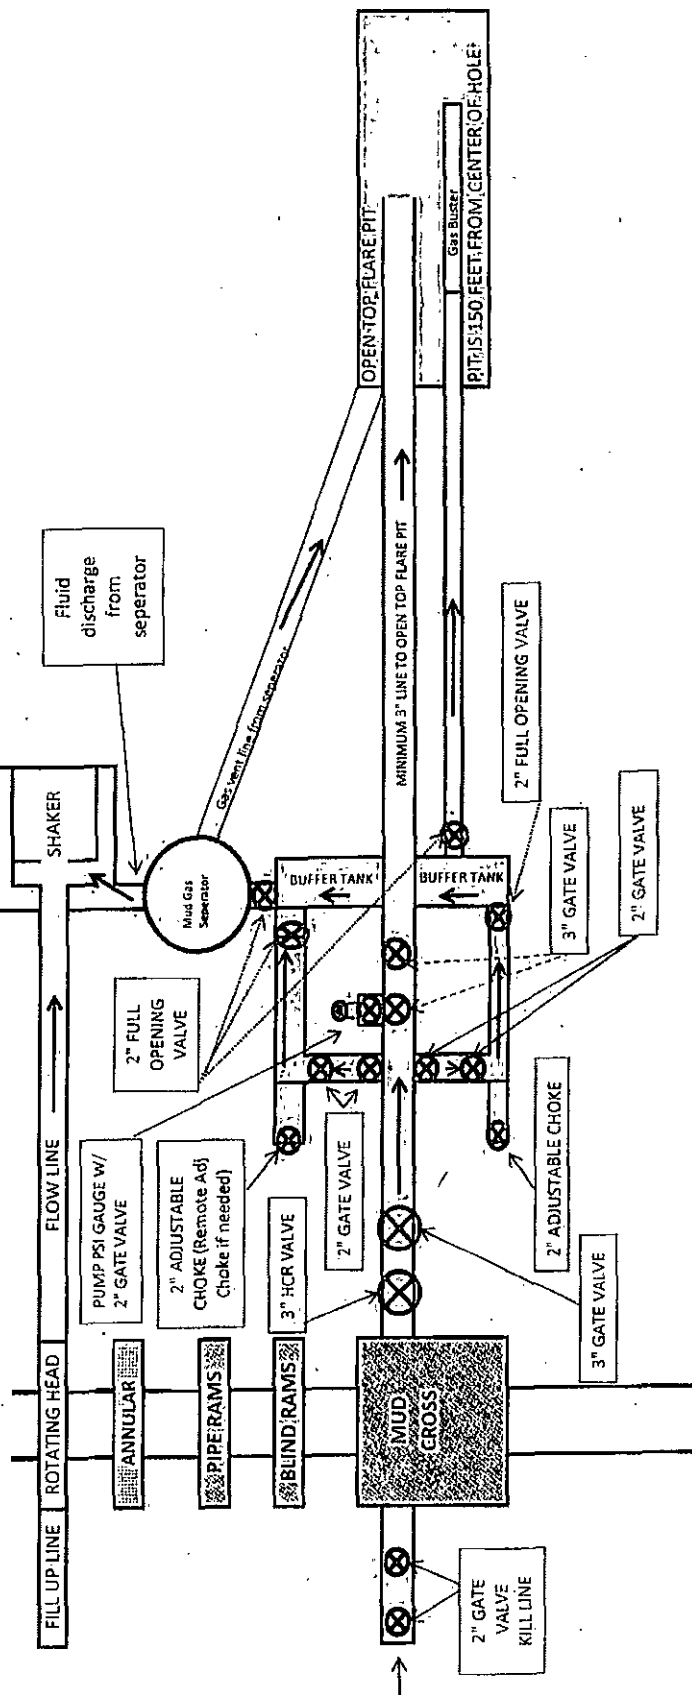 FILL UP LINE
ROTATING HEAD
FLOW LINE
SHAKER
Fluid
discharge
from
seperator
ANNULAR
PIPE RAMS
BLIND RAMS
MUD
CROSS
PUMP PSI GAUGE W/
2" GATE VALVE
2" FULL
OPENING
VALVE
Mud Gas
Seperator
Gas vent line from seperator
2" ADJUSTABLE
CHOKE (Remote Adj
Choke if needed)
3" HCR VALVE
2" GATE VALVE
BUFFER TANK
BUFFER TANK
MINIMUM 3" LINE TO OPEN TOP FLARE PIT
OPEN TOP FLARE PIT
Gas Buster
PIT IS 150 FEET FROM CENTER OF HOLE
2" GATE
VALVE
KILL LINE
3" GATE VALVE
2" ADJUSTABLE CHOKE
2" FULL OPENING VALVE
3" GATE VALVE
2" GATE VALVE